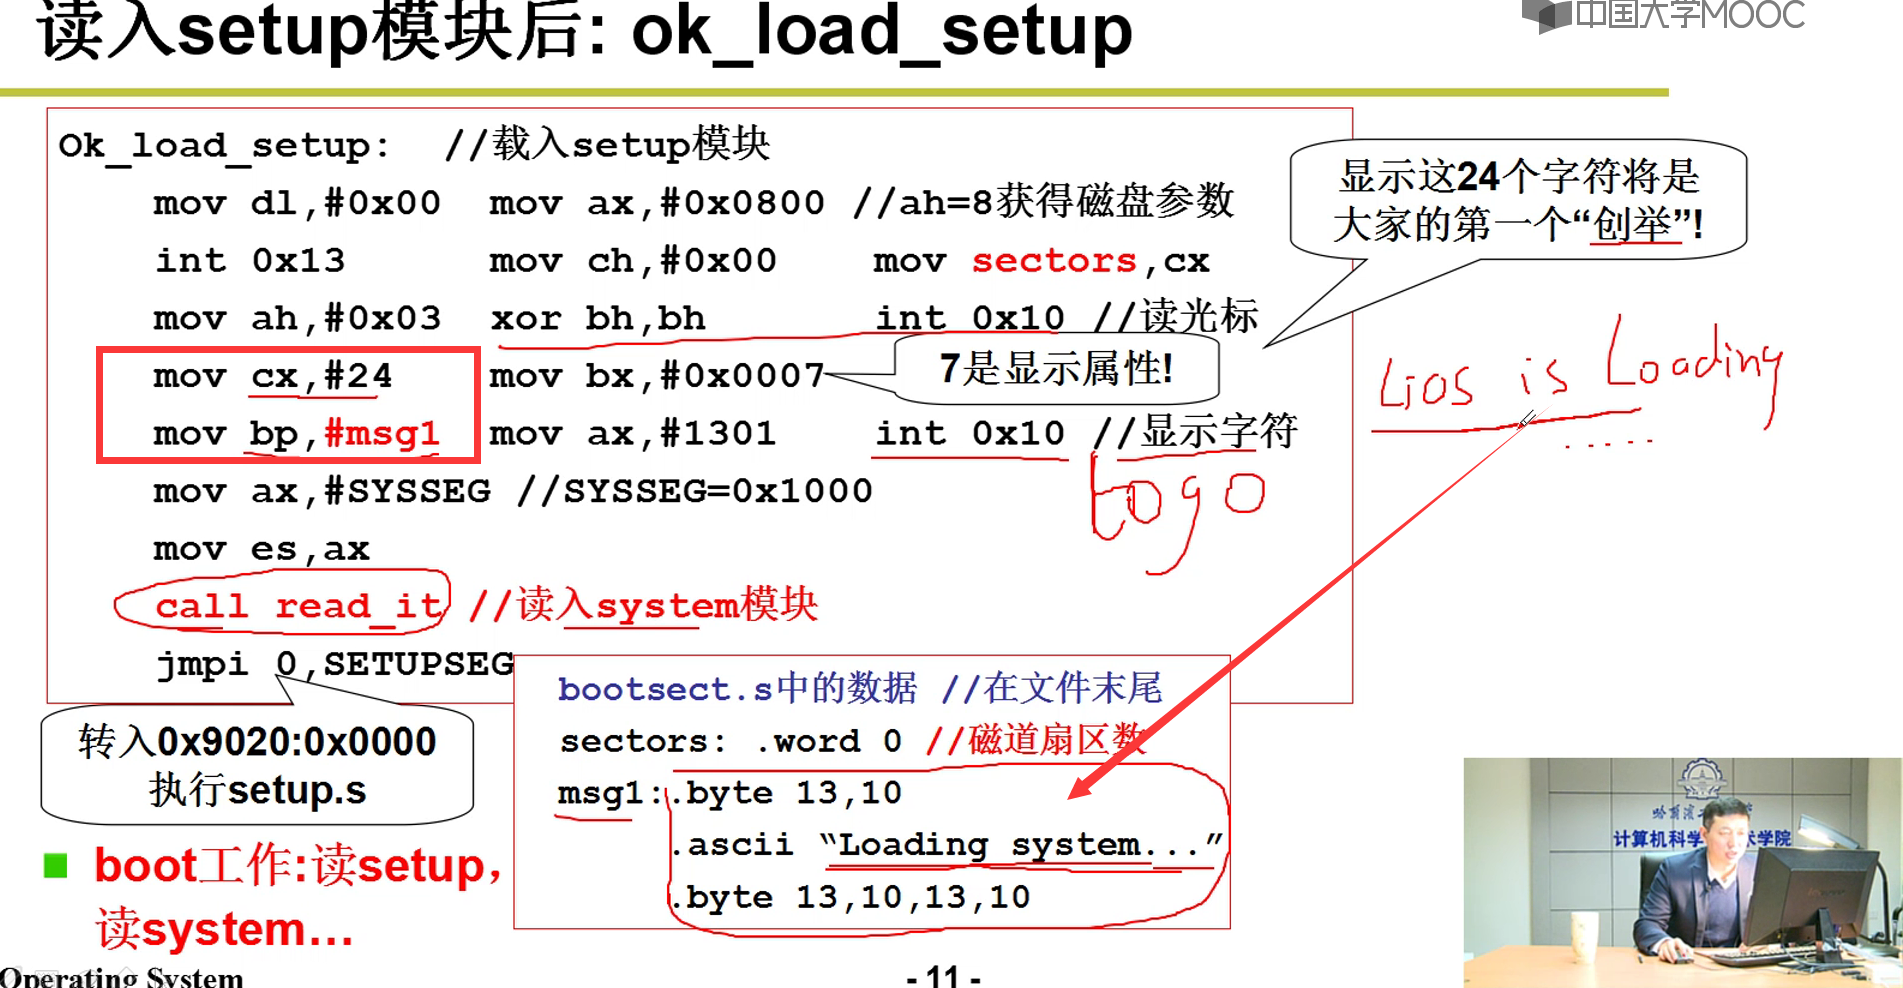 读入setup模块后: ok_load_setup
中国大学MOOC
Ok_load_setup: //载入setup模块
mov dl,#0x00 mov ax,#0x0800 //ah=8获得磁盘参数
int 0x13 mov ch,#0x00 mov sectors,cx
mov ah,#0x03 xor bh,bh int 0x10 //读光标
mov cx,#24 mov bx,#0x0007
mov bp,#msg1 mov ax,#1301 int 0x10 //显示字符
mov ax,#SYSSEG //SYSSEG=0x1000
mov es,ax
call read_it //读入system模块
jmpi 0,SETUPSEG
显示这24个字符将是
大家的第一个“创举”!
7是显示属性!
LiOS is Loading
.....
logo
bootsect.s中的数据 //在文件末尾
sectors: .word 0 //磁道扇区数
msg1:.byte 13,10
.ascii “Loading system...”
.byte 13,10,13,10
转入0x9020:0x0000
执行setup.s
boot工作:读setup，
读system...
计算机科学 术学院
Operating System
- 11 -